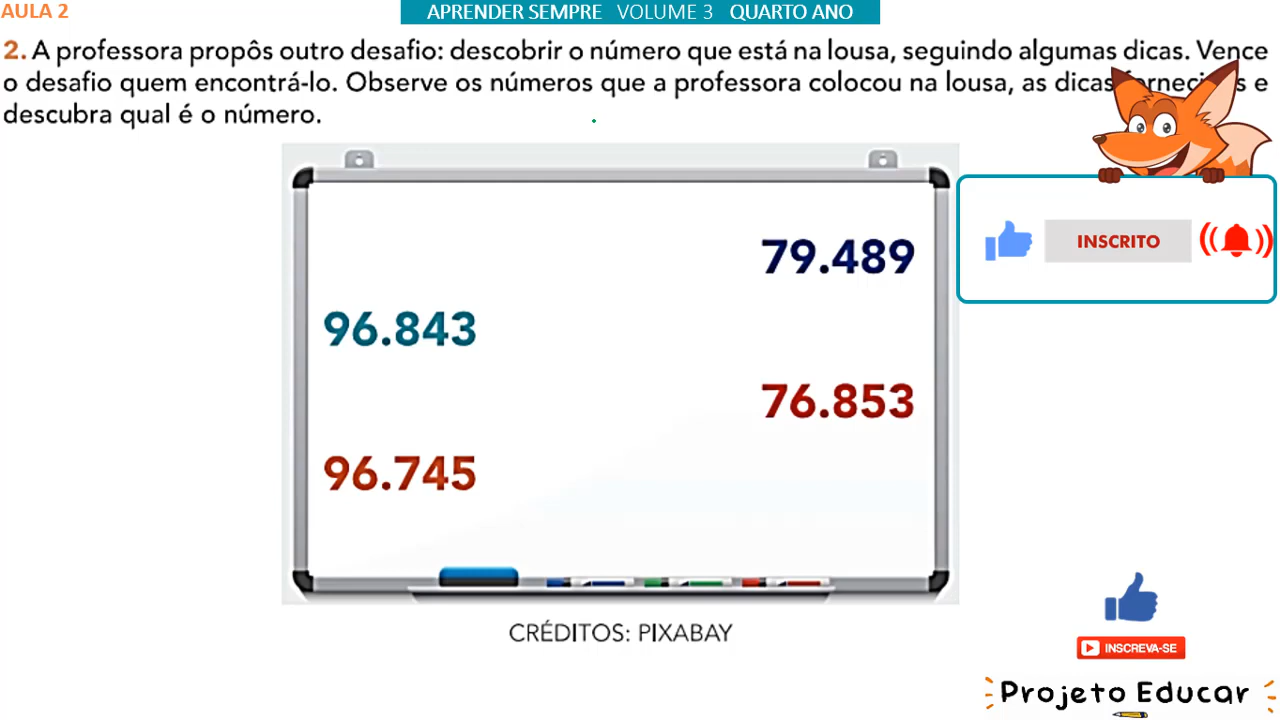 AULA 2
APRENDER SEMPRE VOLUME 3 QUARTO ANO
2. A professora propôs outro desafio: descobrir o número que está na lousa, seguindo algumas dicas. Vence
o desafio quem encontrá-lo. Observe os números que a professora colocou na lousa, as dicas e
descubra qual é o número.
INSCRITO
79.489
96.843
76.853
96.745
CRÉDITOS: PIXABAY
INSCREVA-SE
Projeto Educar